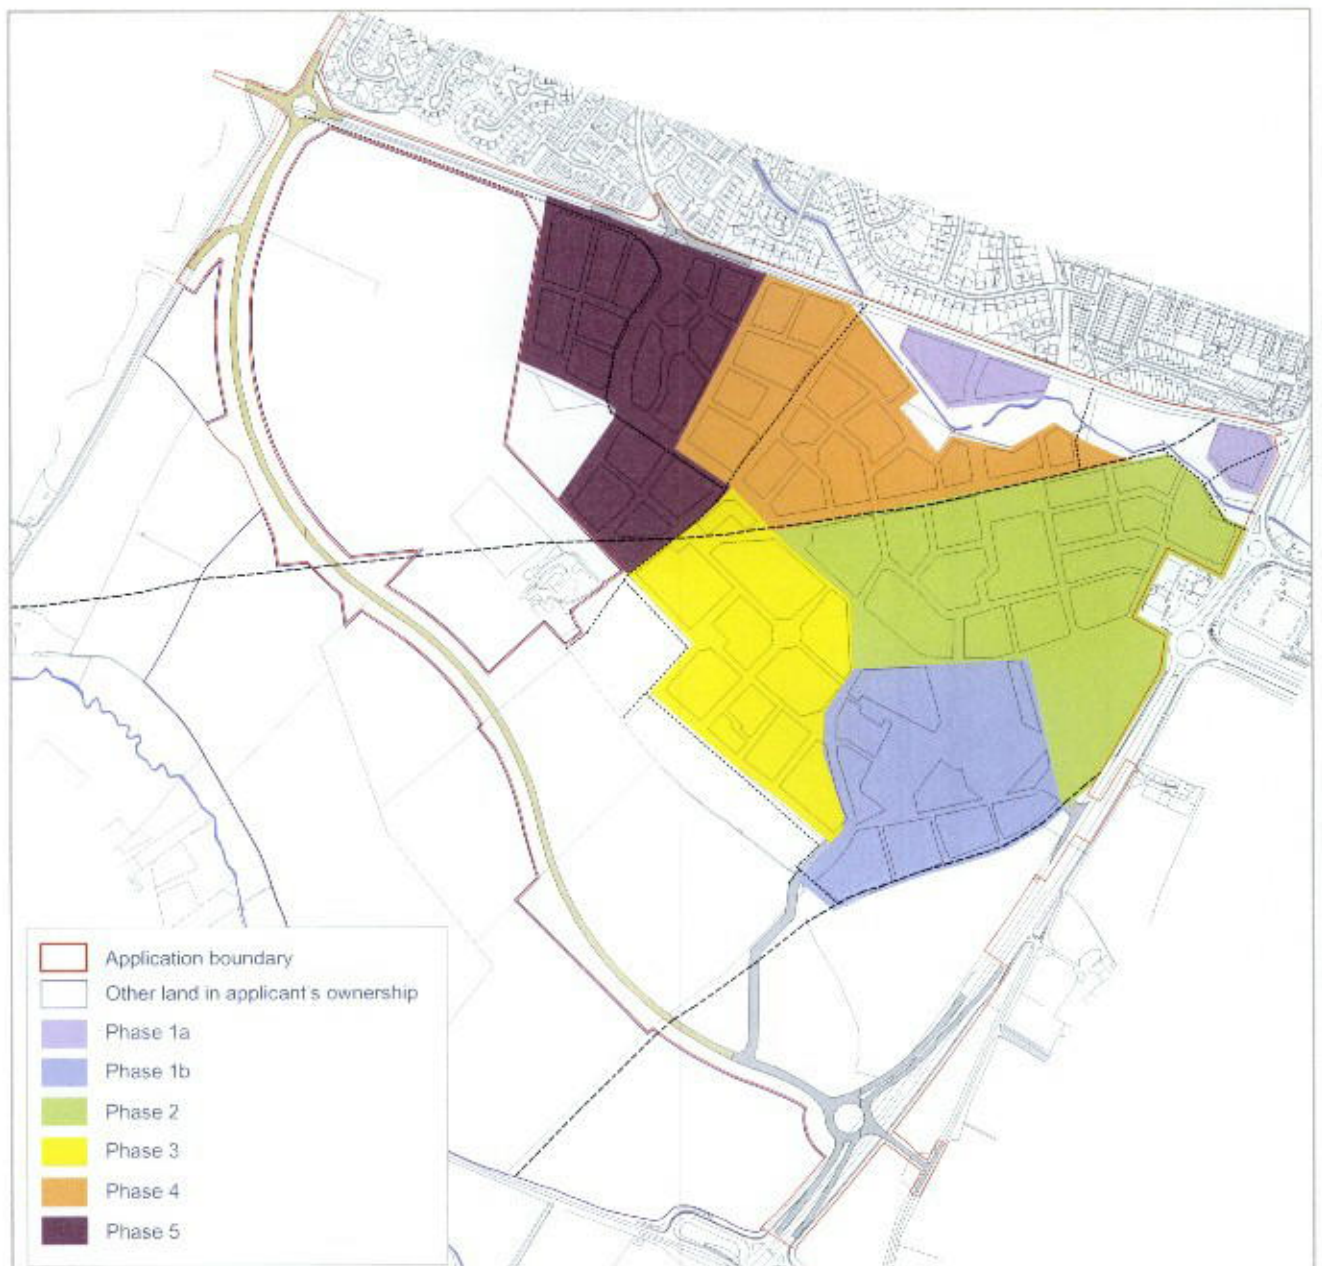 Application boundary
Other land in applicant's ownership
Phase 1a
Phase 1b
Phase 2
Phase 3
Phase 4
Phase 5